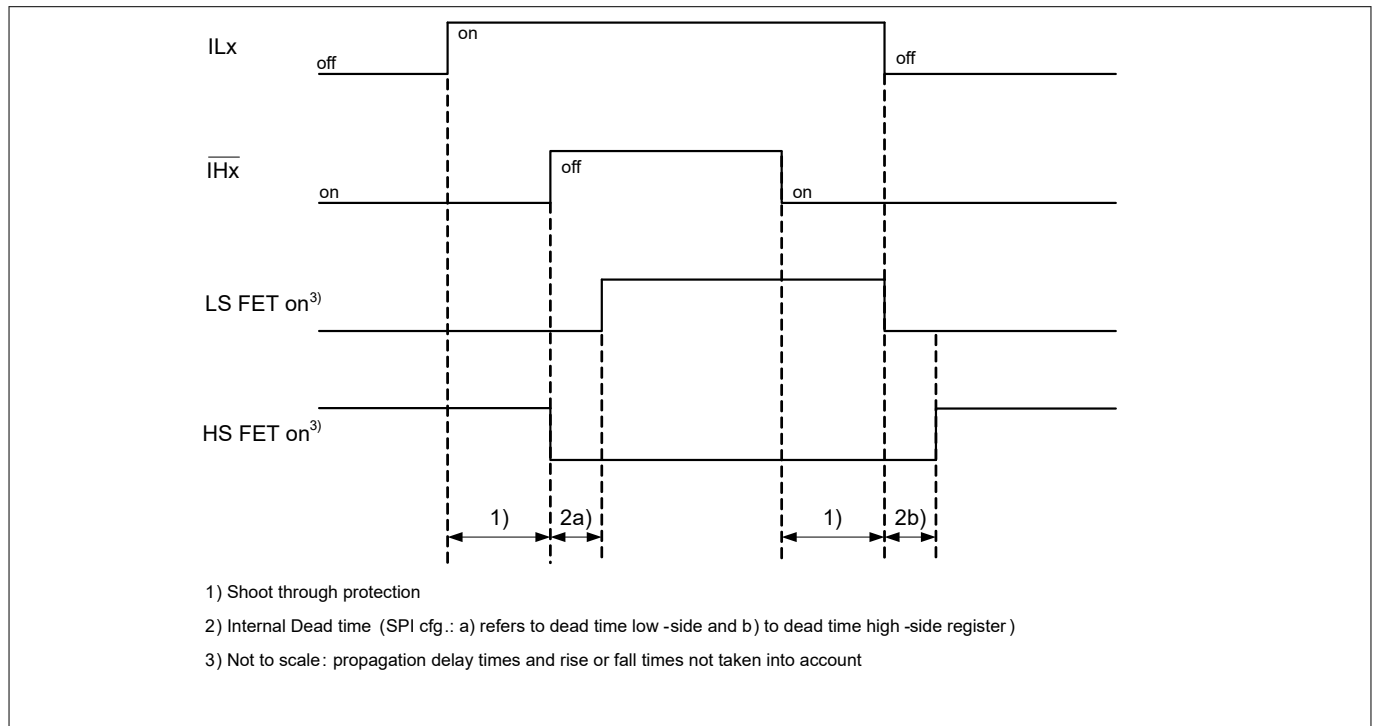 ILx
off
on
off
IHx
on
off
on
LS FET on3)
HS FET on3)
1)
2a)
1)
2b)
1) Shoot through protection
2) Internal Dead time (SPI cfg.: a) refers to dead time low-side and b) to dead time high-side register)
3) Not to scale: propagation delay times and rise or fall times not taken into account